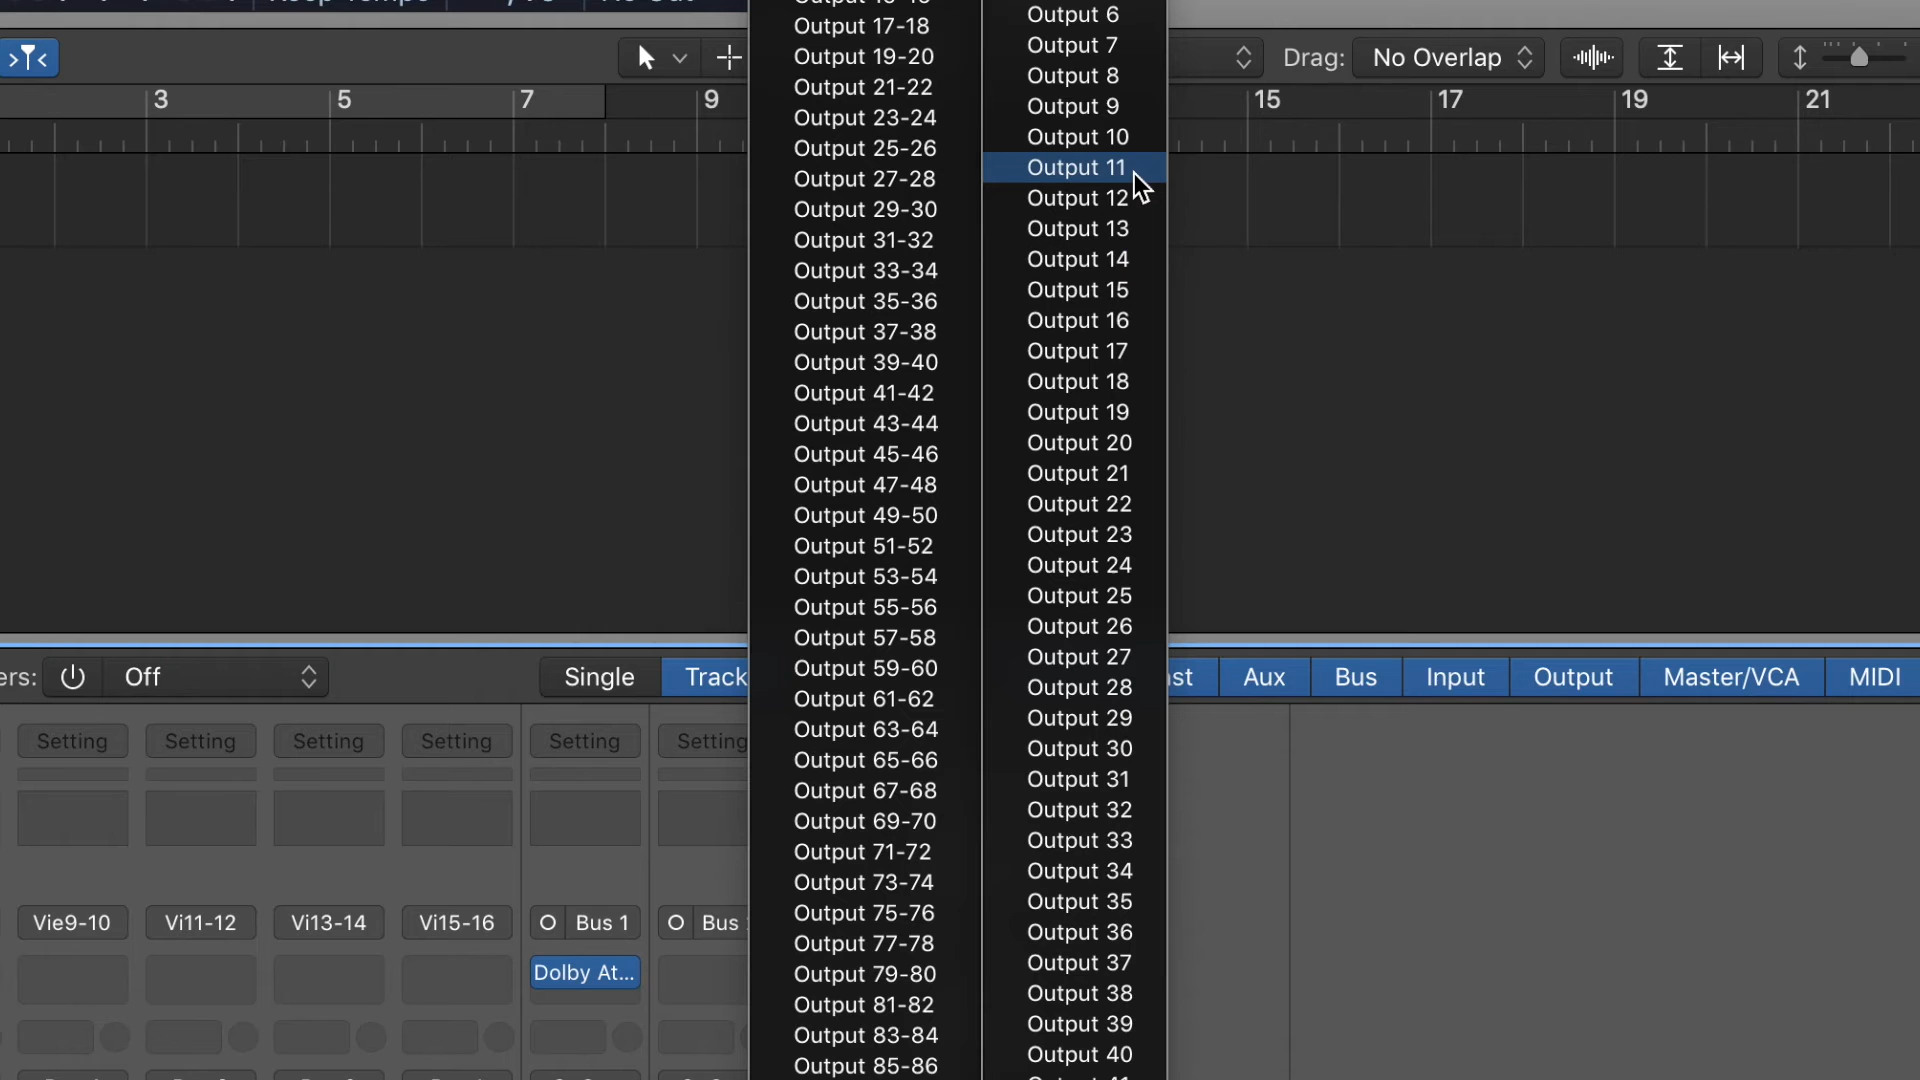 Drag: No Overlap
3 5 7 9 15 17 19 21
Output 17-18
Output 19-20
Output 21-22
Output 23-24
Output 25-26
Output 27-28
Output 29-30
Output 31-32
Output 33-34
Output 35-36
Output 37-38
Output 39-40
Output 41-42
Output 43-44
Output 45-46
Output 47-48
Output 49-50
Output 51-52
Output 53-54
Output 55-56
Output 57-58
Output 59-60
Output 61-62
Output 63-64
Output 65-66
Output 67-68
Output 69-70
Output 71-72
Output 73-74
Output 75-76
Output 77-78
Output 79-80
Output 81-82
Output 83-84
Output 85-86
Output 6
Output 7
Output 8
Output 9
Output 10
Output 11
Output 12
Output 13
Output 14
Output 15
Output 16
Output 17
Output 18
Output 19
Output 20
Output 21
Output 22
Output 23
Output 24
Output 25
Output 26
Output 27
Output 28
Output 29
Output 30
Output 31
Output 32
Output 33
Output 34
Output 35
Output 36
Output 37
Output 38
Output 39
Output 40
ers: Off Single Track st Aux Bus Input Output Master/VCA MIDI
Setting Setting Setting Setting Setting Setting
Vie9-10 Vi11-12 Vi13-14 Vi15-16 Bus 1 Bus
Dolby At...